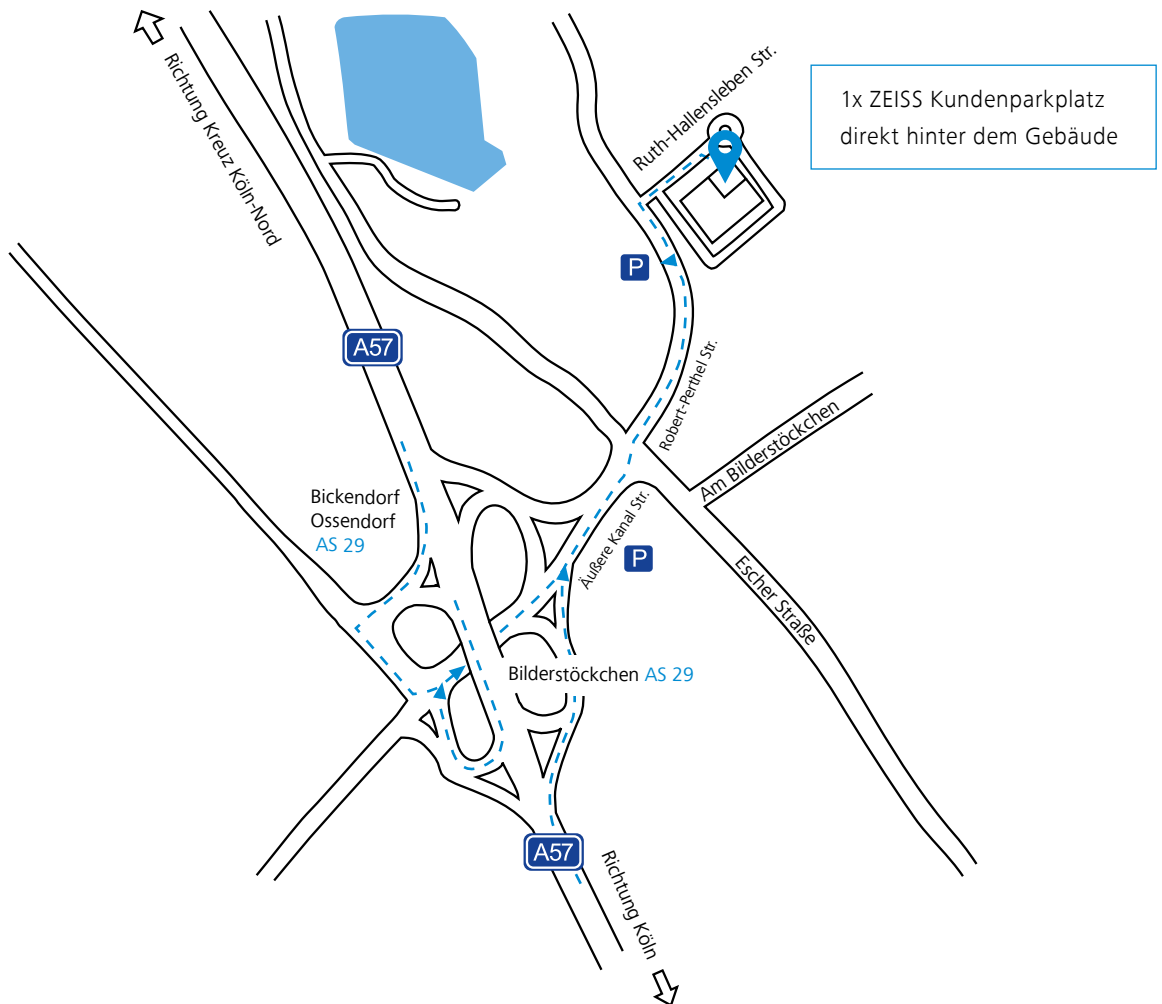 Richtung Kreuz Köln-Nord
Ruth-Hallensleben Str.
1x ZEISS Kundenparkplatz
direkt hinter dem Gebäude
P
A57
Robert-Perthel Str.
Am Bilderstöckchen
Bickendorf
Ossendorf
AS 29
Äußere Kanal Str.
P
Escher Straße
Bilderstöckchen AS 29
A57
Richtung Köln